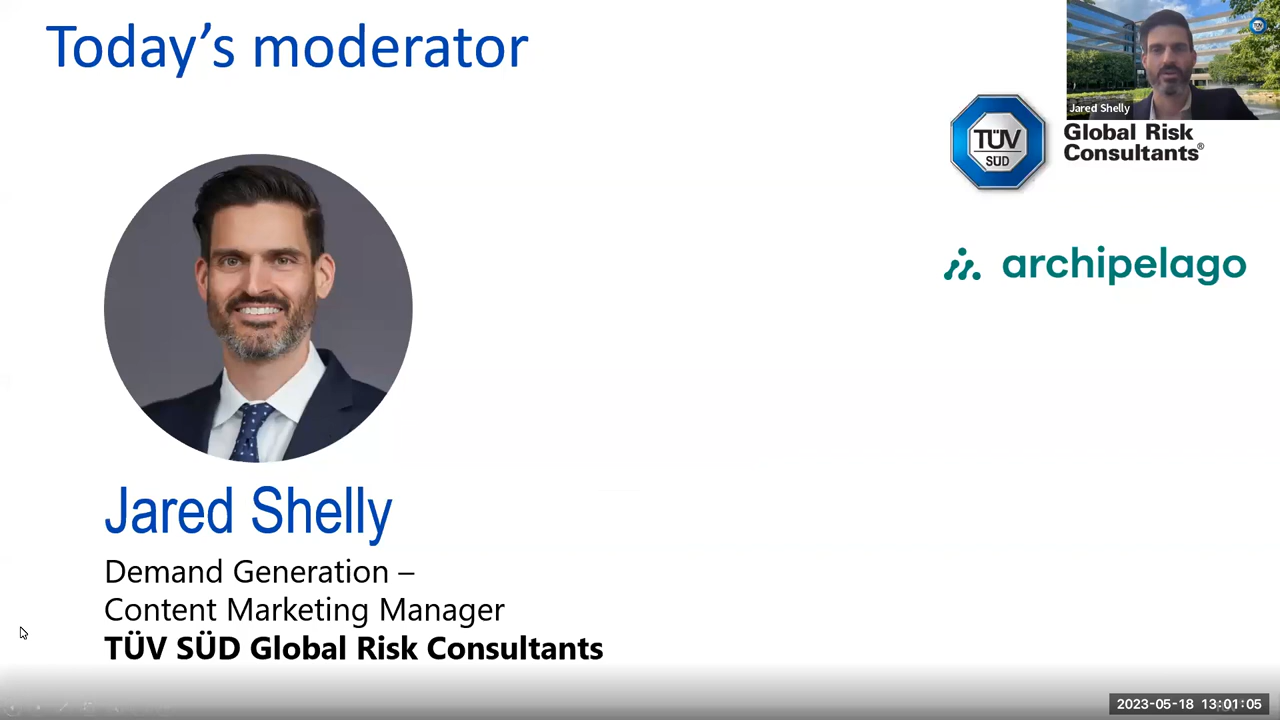 Today's moderator
Jared Shelly
TÜV
SÜD
Global Risk
Consultants®
archipelago
Jared Shelly
Demand Generation –
Content Marketing Manager
TÜV SÜD Global Risk Consultants
2023-05-18 13:01:05